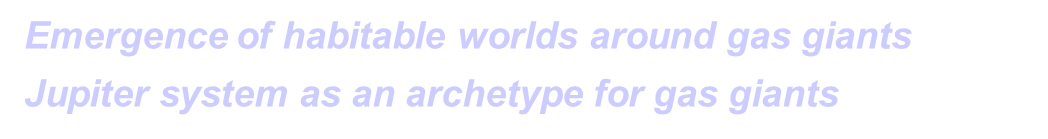 Emergence of habitable worlds around gas giants
Jupiter system as an archetype for gas giants